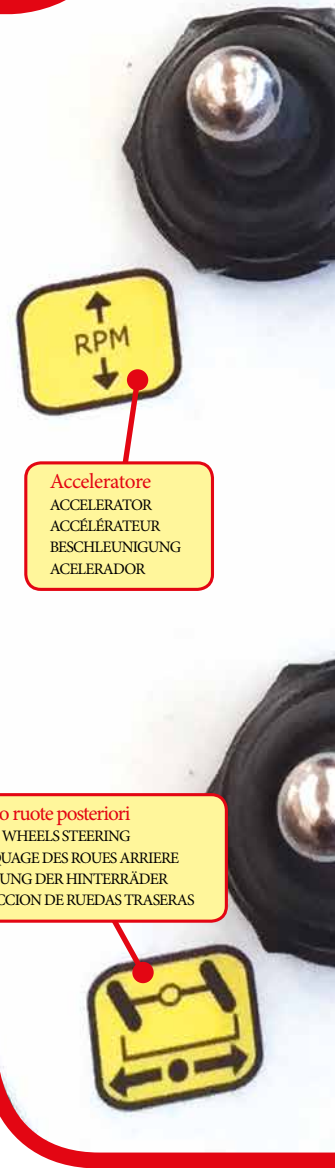 RPM
Acceleratore
ACCELERATOR
ACCÉLÉRATEUR
BESCHLEUNIGUNG
ACELERADOR
ruote posteriori
WHEELS STEERING
DES ROUES ARRIERE
DER HINTERRÄDER
DE RUEDAS TRASERAS